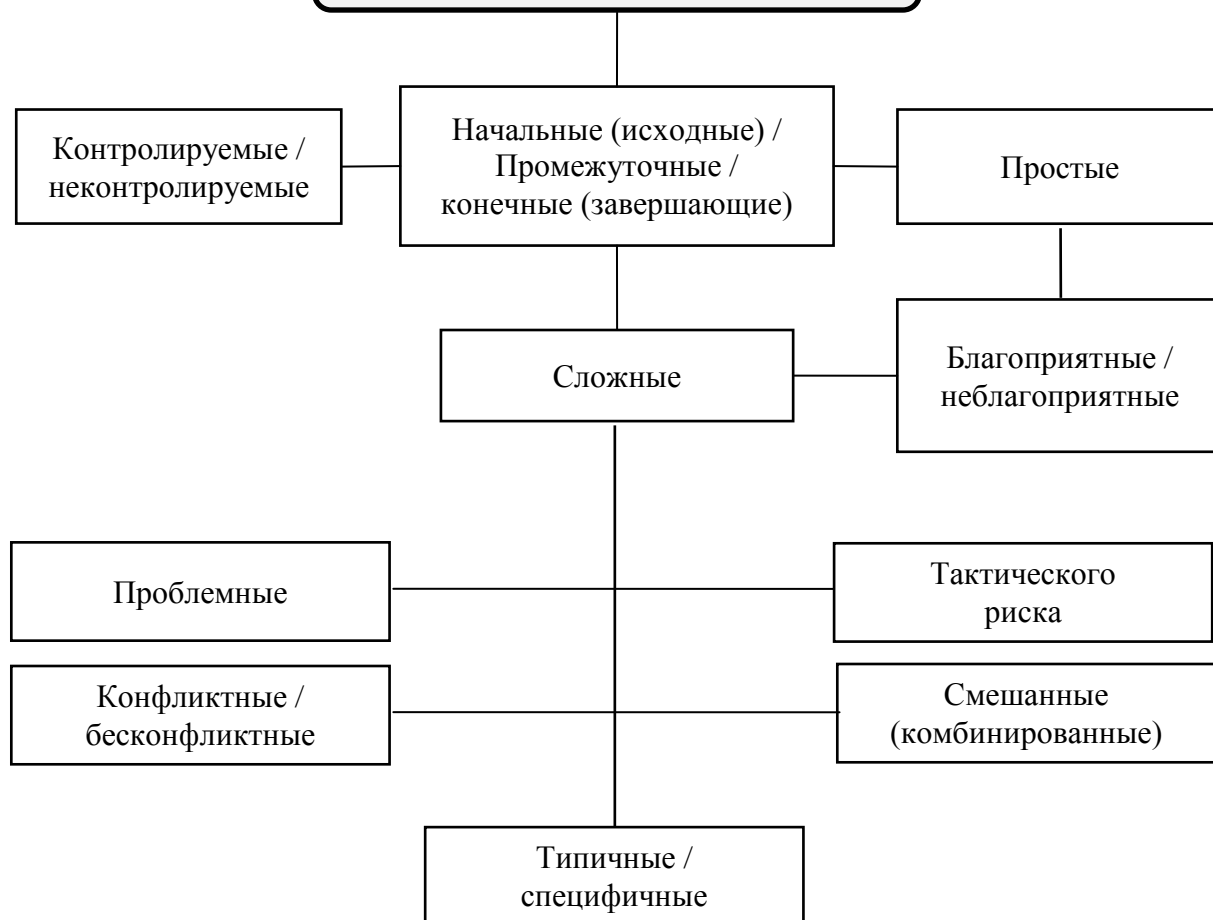 Контролируемые /
неконтролируемые
Начальные (исходные) /
Промежуточные /
конечные (завершающие)
Простые
Сложные
Благоприятные /
неблагоприятные
Проблемные
Тактического
риска
Конфликтные /
бесконфликтные
Смешанные
(комбинированные)
Типичные /
специфичные